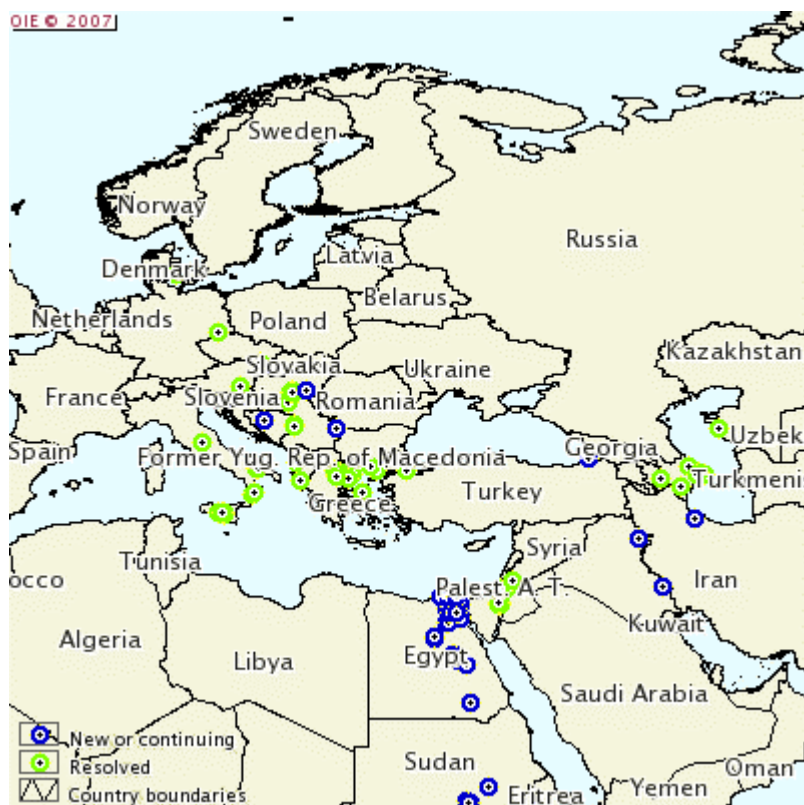 OIE © 2007
Sweden
Norway
Russia
Latvia
Denmark
Belarus
Netherlands
Poland
Kazakhstan
Slovakia
Ukraine
France
Slovenia
Romania
Uzbek
Spain
Georgia
Former Yug. Rep. of Macedonia
Turkmenis
Greece
Turkey
Syria
Tunisia
occo
Palest. A. T.
Iran
Kuwait
Algeria
Libya
Egypt
Saudi Arabia
New or continuing
Resolved
Country boundaries
Sudan
Eritrea
Yemen
Oman